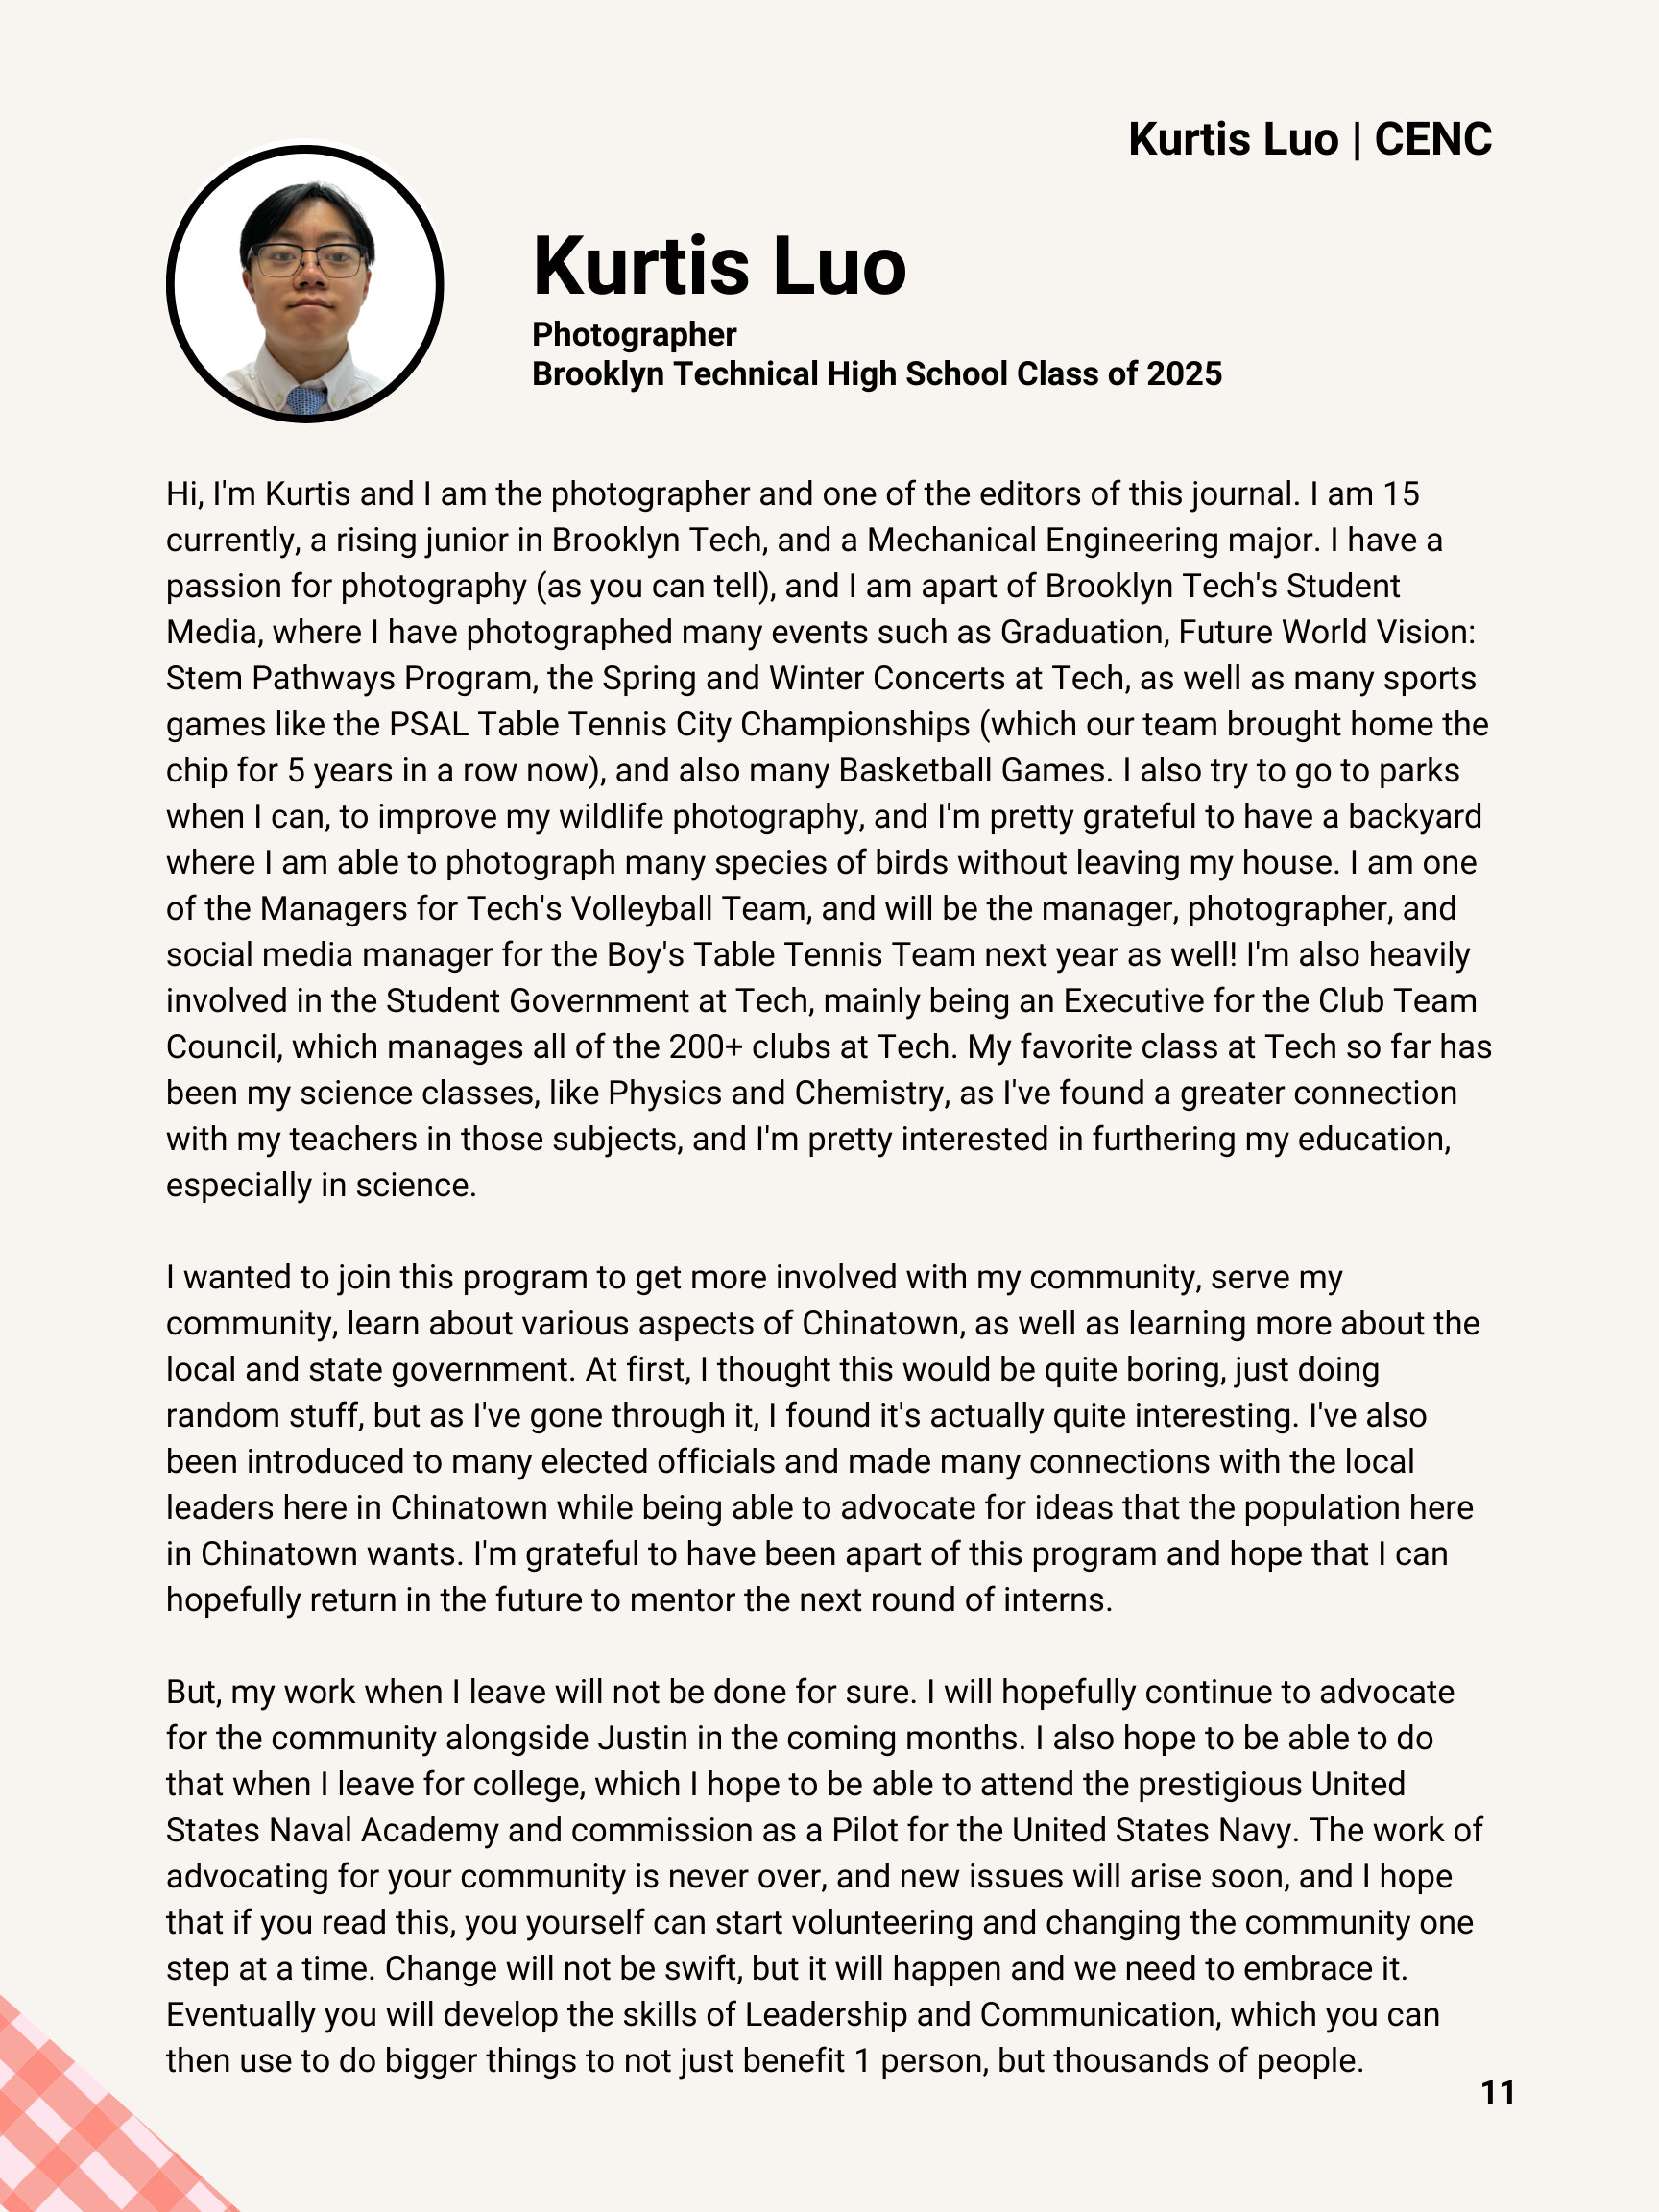 Kurtis Luo | CENC
Kurtis Luo
Photographer
Brooklyn Technical High School Class of 2025
Hi, I'm Kurtis and I am the photographer and one of the editors of this journal. I am 15
currently, a rising junior in Brooklyn Tech, and a Mechanical Engineering major. I have a
passion for photography (as you can tell), and I am apart of Brooklyn Tech's Student
Media, where I have photographed many events such as Graduation, Future World Vision:
Stem Pathways Program, the Spring and Winter Concerts at Tech, as well as many sports
games like the PSAL Table Tennis City Championships (which our team brought home the
chip for 5 years in a row now), and also many Basketball Games. I also try to go to parks
when I can, to improve my wildlife photography, and I'm pretty grateful to have a backyard
where I am able to photograph many species of birds without leaving my house. I am one
of the Managers for Tech's Volleyball Team, and will be the manager, photographer, and
social media manager for the Boy's Table Tennis Team next year as well! I'm also heavily
involved in the Student Government at Tech, mainly being an Executive for the Club Team
Council, which manages all of the 200+ clubs at Tech. My favorite class at Tech so far has
been my science classes, like Physics and Chemistry, as I've found a greater connection
with my teachers in those subjects, and I'm pretty interested in furthering my education,
especially in science.
I wanted to join this program to get more involved with my community, serve my
community, learn about various aspects of Chinatown, as well as learning more about the
local and state government. At first, I thought this would be quite boring, just doing
random stuff, but as I've gone through it, I found it's actually quite interesting. I've also
been introduced to many elected officials and made many connections with the local
leaders here in Chinatown while being able to advocate for ideas that the population here
in Chinatown wants. I'm grateful to have been apart of this program and hope that I can
hopefully return in the future to mentor the next round of interns.
But, my work when I leave will not be done for sure. I will hopefully continue to advocate
for the community alongside Justin in the coming months. I also hope to be able to do
that when I leave for college, which I hope to be able to attend the prestigious United
States Naval Academy and commission as a Pilot for the United States Navy. The work of
advocating for your community is never over, and new issues will arise soon, and I hope
that if you read this, you yourself can start volunteering and changing the community one
step at a time. Change will not be swift, but it will happen and we need to embrace it.
Eventually you will develop the skills of Leadership and Communication, which you can
then use to do bigger things to not just benefit 1 person, but thousands of people.
11